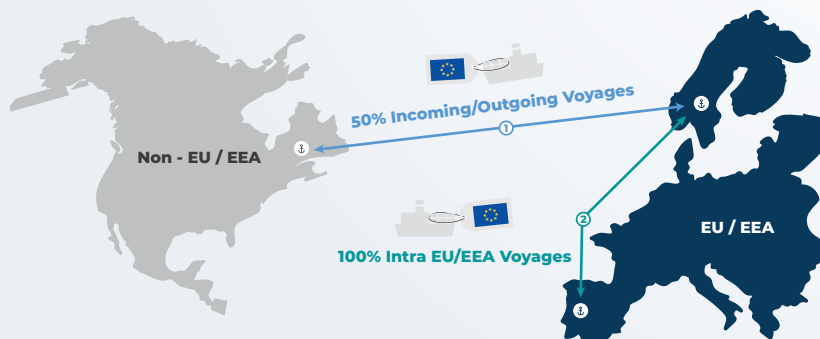 50% Incoming/Outgoing Voyages
1
Non - EU / EEA
2
EU / EEA
100% Intra EU/EEA Voyages